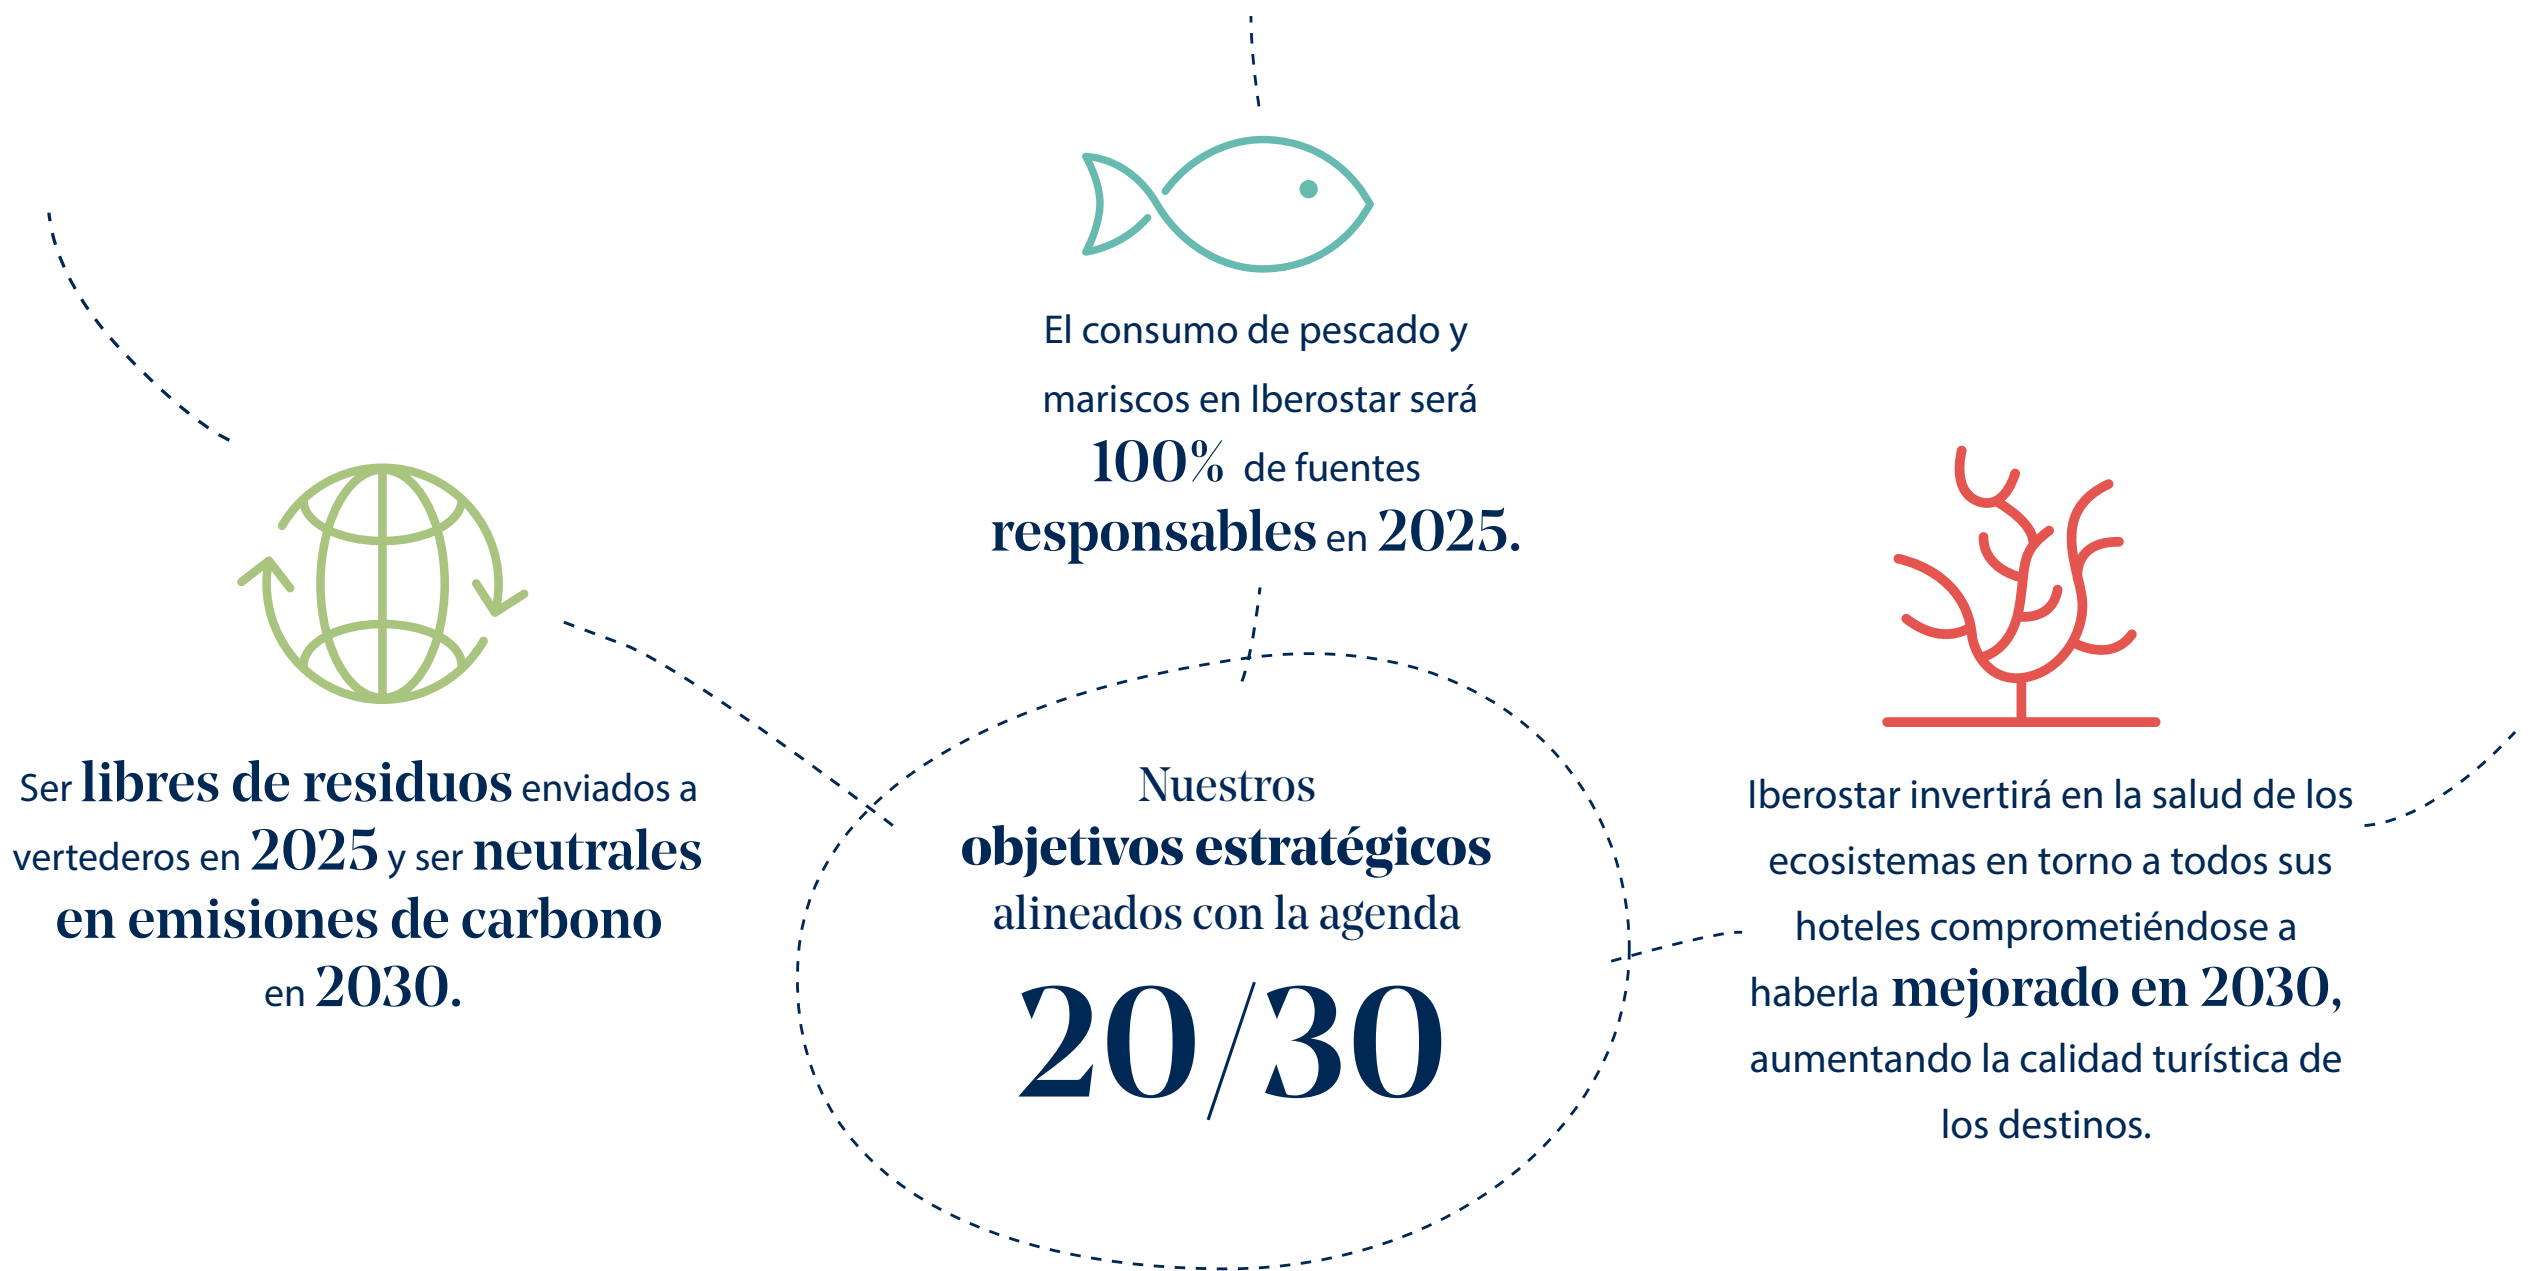 El consumo de pescado y
mariscos en Iberostar será
100% de fuentes
responsables en 2025.
Ser libres de residuos enviados a
vertederos en 2025 y ser neutrales
en emisiones de carbono
en 2030.
Nuestros
objetivos estratégicos
alineados con la agenda
20/30
Iberostar invertirá en la salud de los
ecosistemas en torno a todos sus
hoteles comprometiéndose a
haberla mejorado en 2030,
aumentando la calidad turística de
los destinos.